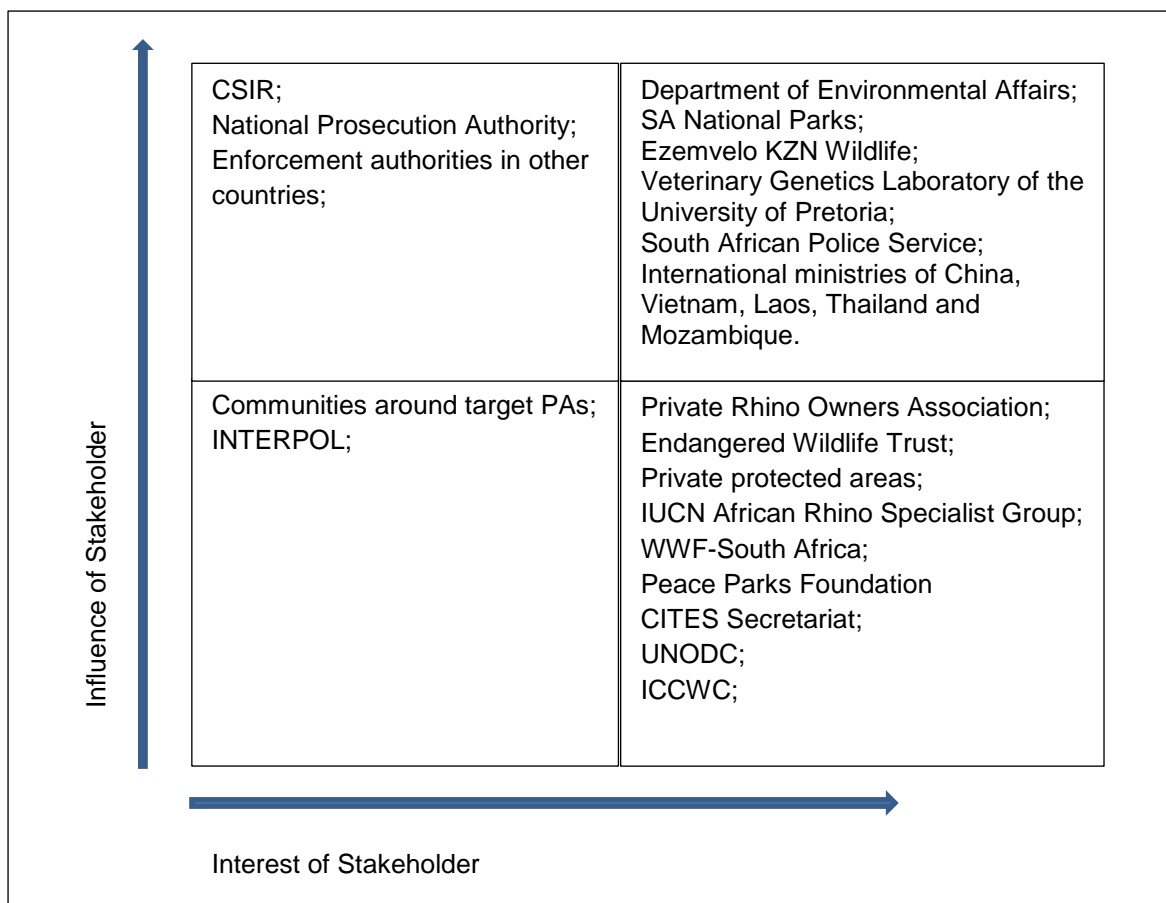 CSIR;
National Prosecution Authority;
Enforcement authorities in other
countries;
Department of Environmental Affairs;
SA National Parks;
Ezemvelo KZN Wildlife;
Veterinary Genetics Laboratory of the
University of Pretoria;
South African Police Service;
International ministries of China,
Vietnam, Laos, Thailand and
Mozambique.
Influence of Stakeholder
Communities around target PAs;
INTERPOL;
Private Rhino Owners Association;
Endangered Wildlife Trust;
Private protected areas;
IUCN African Rhino Specialist Group;
WWF-South Africa;
Peace Parks Foundation
CITES Secretariat;
UNODC;
ICCWC;
Interest of Stakeholder